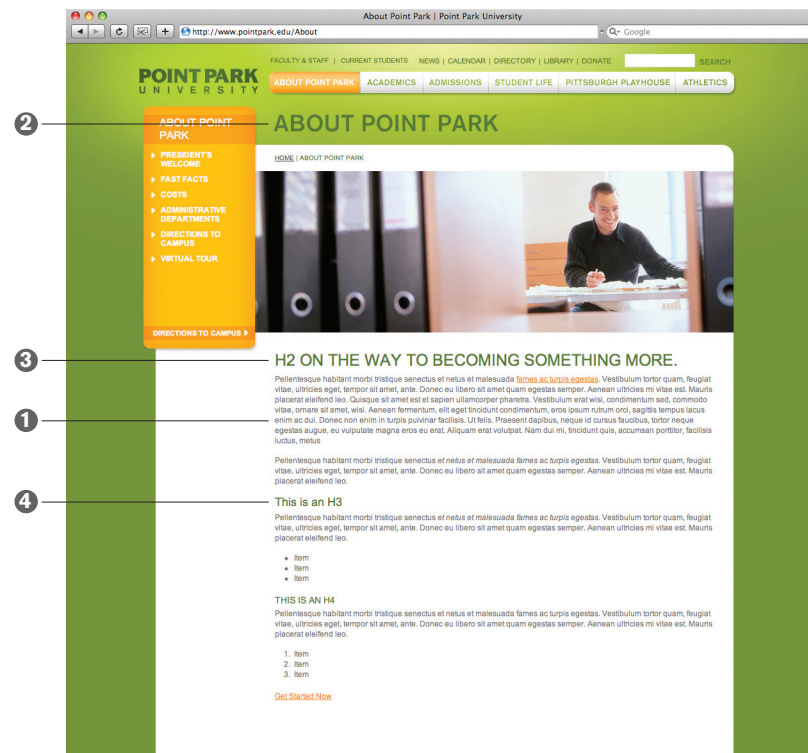 About Point Park | Point Park University
http://www.pointpark.edu/About
Google
FACULTY & STAFF | CURRENT STUDENTS NEWS | CALENDAR | DIRECTORY | LIBRARY | DONATE SEARCH
POINT PARK
UNIVERSITY
ABOUT POINT PARK ACADEMICS ADMISSIONS STUDENT LIFE PITTSBURGH PLAYHOUSE ATHLETICS
2
ABOUT POINT PARK
ABOUT POINT
PARK
PRESIDENT'S
WELCOME
FAST FACTS
COSTS
ADMINISTRATIVE
DEPARTMENTS
DIRECTIONS TO
CAMPUS
VIRTUAL TOUR
DIRECTIONS TO CAMPUS
HOME | ABOUT POINT PARK
3
H2 ON THE WAY TO BECOMING SOMETHING MORE.
Pellentesque habitant morbi tristique senectus et netus et malesuada fames ac turpis egestas. Vestibulum tortor quam, feugiat
vitae, ultricies eget, tempor sit amet, ante. Donec eu libero sit amet quam egestas semper. Aenean ultricies mi vitae est. Mauris
placerat eleifend leo. Quisque sit amet est et sapien ullamcorper pharetra. Vestibulum erat wisi, condimentum sed, commodo
vitae, ornare sit amet, wisi. Aenean fermentum, elit eget tincidunt condimentum, eros ipsum rutrum orci, sagittis tempus lacus
1
enim ac dui. Donec non enim in turpis pulvinar facilisis. Ut felis. Praesent dapibus, neque id cursus faucibus, tortor neque
egestas augue, eu vulputate magna eros eu erat. Aliquam erat volutpat. Nam dui mi, tincidunt quis, accumsan porttitor, facilisis
luctus, metus
Pellentesque habitant morbi tristique senectus et netus et malesuada fames ac turpis egestas. Vestibulum tortor quam, feugiat
vitae, ultricies eget, tempor sit amet, ante. Donec eu libero sit amet quam egestas semper. Aenean ultricies mi vitae est. Mauris
placerat eleifend leo.
4
This is an H3
Pellentesque habitant morbi tristique senectus et netus et malesuada fames ac turpis egestas. Vestibulum tortor quam, feugiat
vitae, ultricies eget, tempor sit amet, ante. Donec eu libero sit amet quam egestas semper. Aenean ultricies mi vitae est. Mauris
placerat eleifend leo.
Item
Item
Item
THIS IS AN H4
Pellentesque habitant morbi tristique senectus et netus et malesuada fames ac turpis egestas. Vestibulum tortor quam, feugiat
vitae, ultricies eget, tempor sit amet, ante. Donec eu libero sit amet quam egestas semper. Aenean ultricies mi vitae est. Mauris
placerat eleifend leo.
1. Item
2. Item
3. Item
Get Started Now